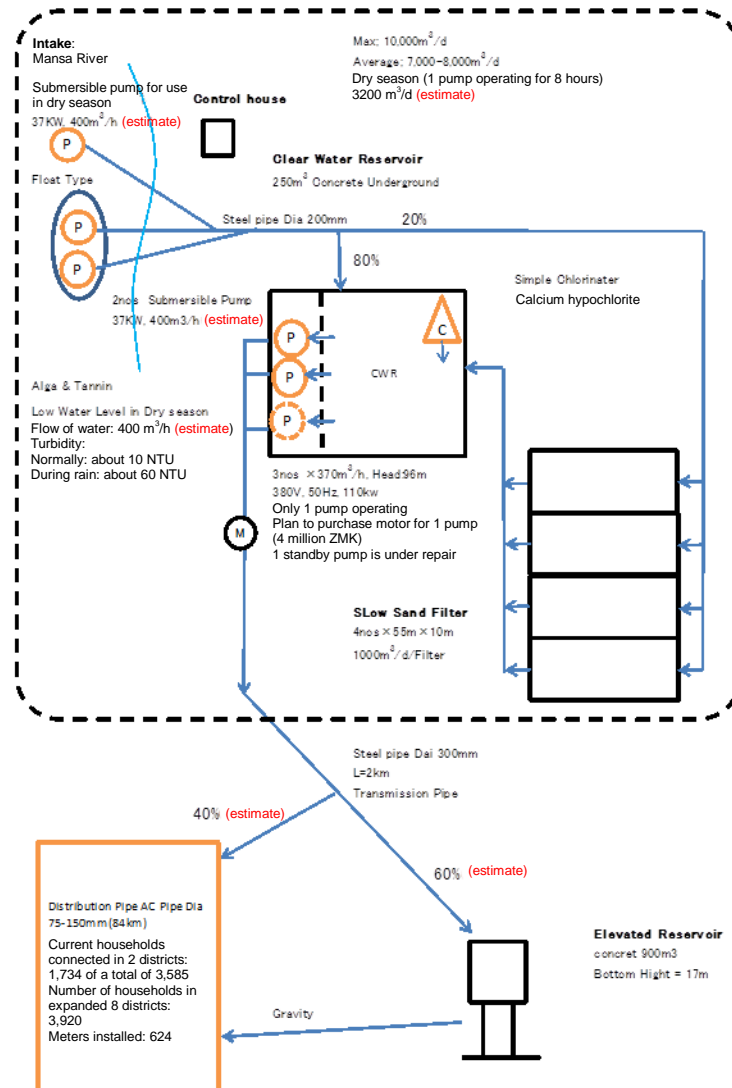 Intake:
Mansa River
Submersible pump for use
in dry season
37KW, 400m³/h (estimate)
P
Float Type
P
P
Control house
Max: 10,000m³/d
Average: 7,000-8,000m³/d
Dry season (1 pump operating for 8 hours)
3200 m³/d (estimate)
Clear Water Reservoir
250m³ Concrete Underground
Steel pipe Dia 200mm
20%
80%
2nos Submersible Pump
37KW, 400m3/h (estimate)
Simple Chlorinater
Calcium hypochlorite
P
P
P
C
CWR
Alga & Tannin
Low Water Level in Dry season
Flow of water: 400 m³/h (estimate)
Turbidity:
Normally: about 10 NTU
During rain: about 60 NTU
3nos ×370m³/h, Head:96m
380V, 50Hz, 110kw
Only 1 pump operating
Plan to purchase motor for 1 pump
(4 million ZMK)
1 standby pump is under repair
M
SLow Sand Filter
4nos×55m×10m
1000m³/d/Filter
Steel pipe Dai 300mm
L=2km
Transmission Pipe
40% (estimate)
60% (estimate)
Distribution Pipe AC Pipe Dia
75-150mm(84km)
Current households
connected in 2 districts:
1,734 of a total of 3,585
Number of households in
expanded 8 districts:
3,920
Meters installed: 624
Gravity
Elevated Reservoir
concret 900m3
Bottom Hight = 17m